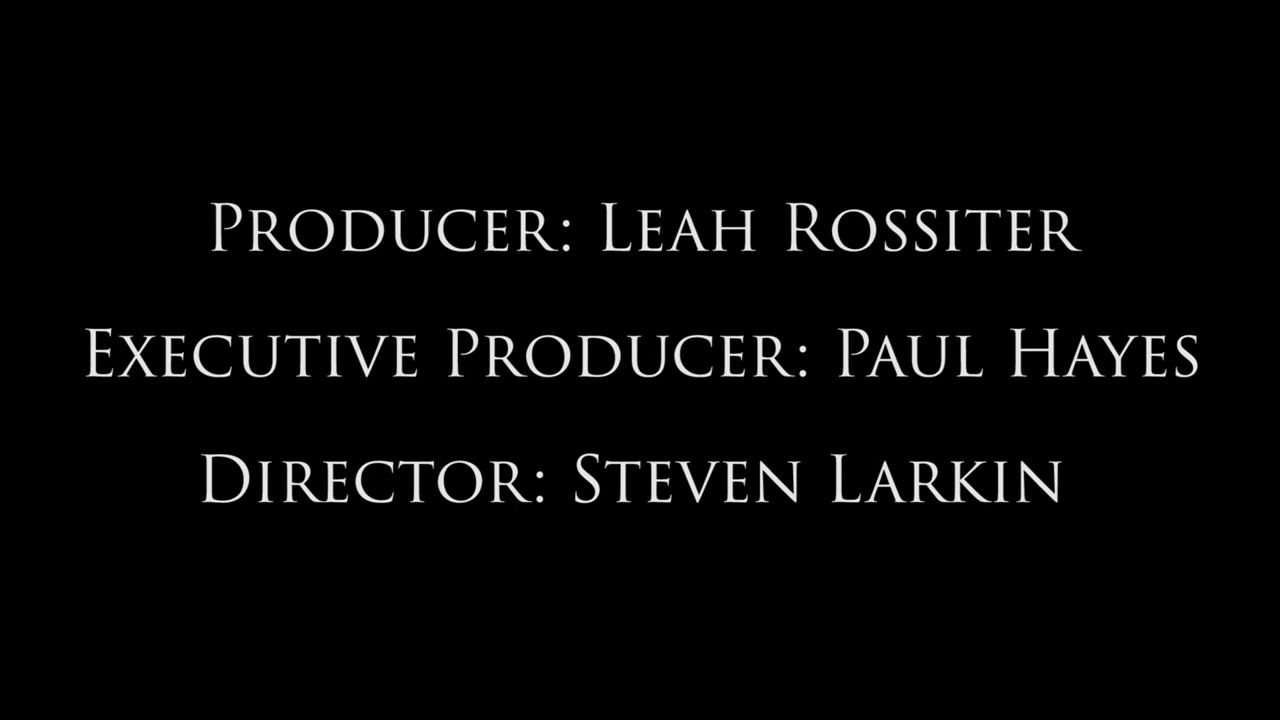 Producer: Leah Rossiter
Executive Producer: Paul Hayes
Director: Steven Larkin